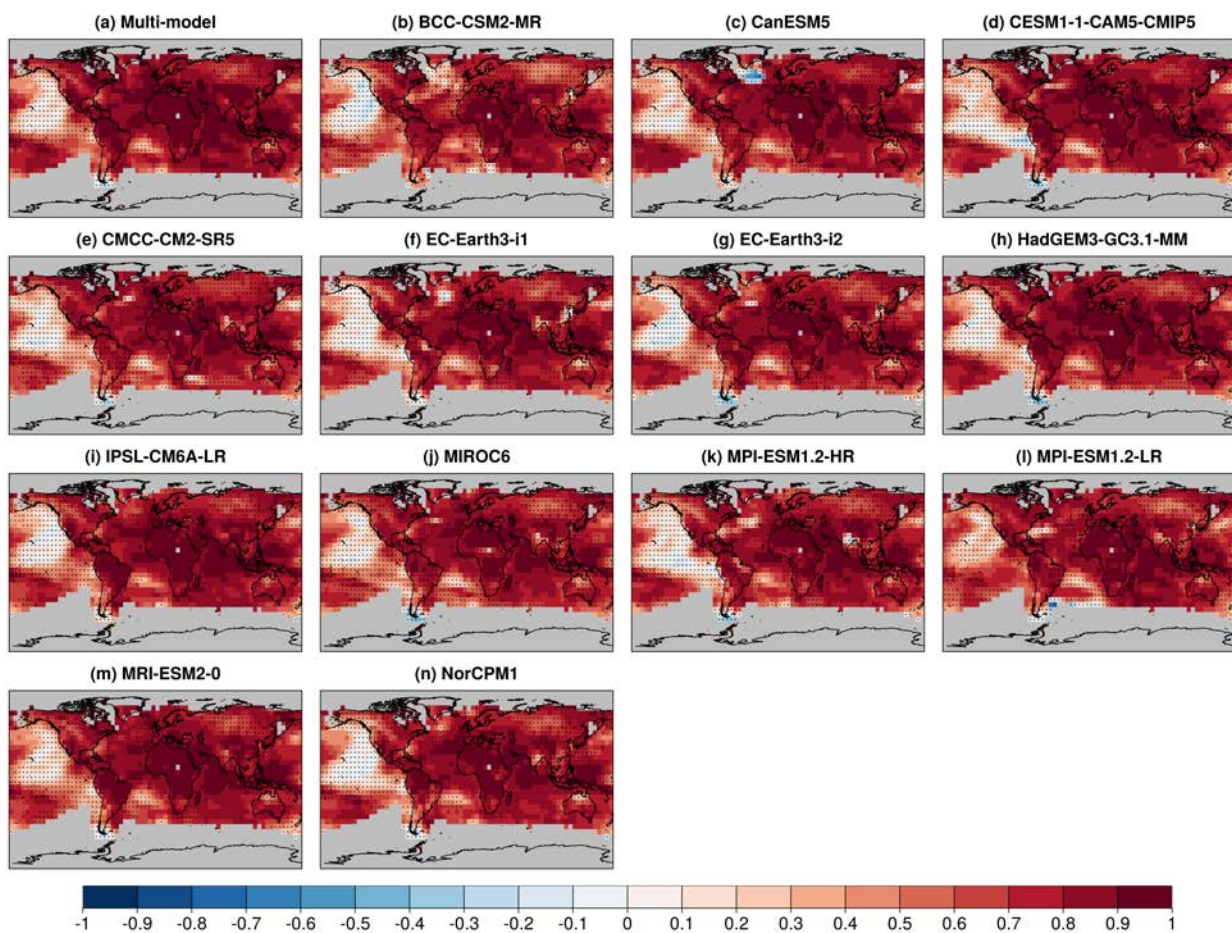 (a) Multi-model (b) BCC-CSM2-MR (c) CanESM5 (d) CESM1-1-CAM5-CMIP5
(e) CMCC-CM2-SR5 (f) EC-Earth3-i1 (g) EC-Earth3-i2 (h) HadGEM3-GC3.1-MM
(i) IPSL-CM6A-LR (j) MIROC6 (k) MPI-ESM1.2-HR (l) MPI-ESM1.2-LR
(m) MRI-ESM2-0 (n) NorCPM1
-1 -0.9 -0.8 -0.7 -0.6 -0.5 -0.4 -0.3 -0.2 -0.1 0 0.1 0.2 0.3 0.4 0.5 0.6 0.7 0.8 0.9 1